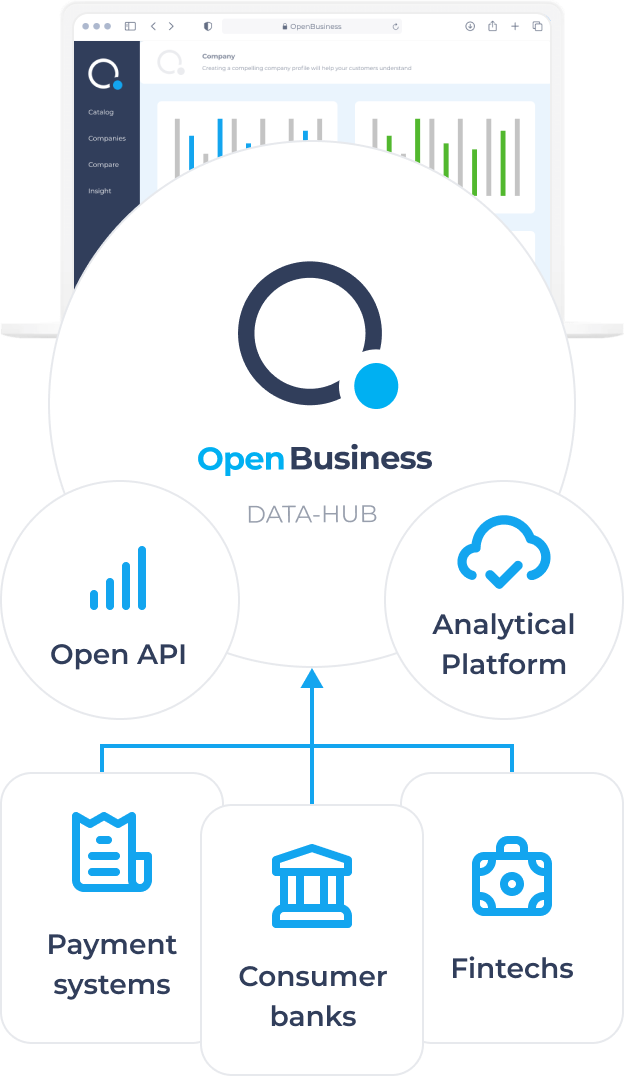 OpenBusiness
Company
Creating a compelling company profile will help your customers understand
Catalog
Companies
Compare
Insight
Open Business
DATA-HUB
Open API
Analytical
Platform
Payment
systems
Consumer
banks
Fintechs